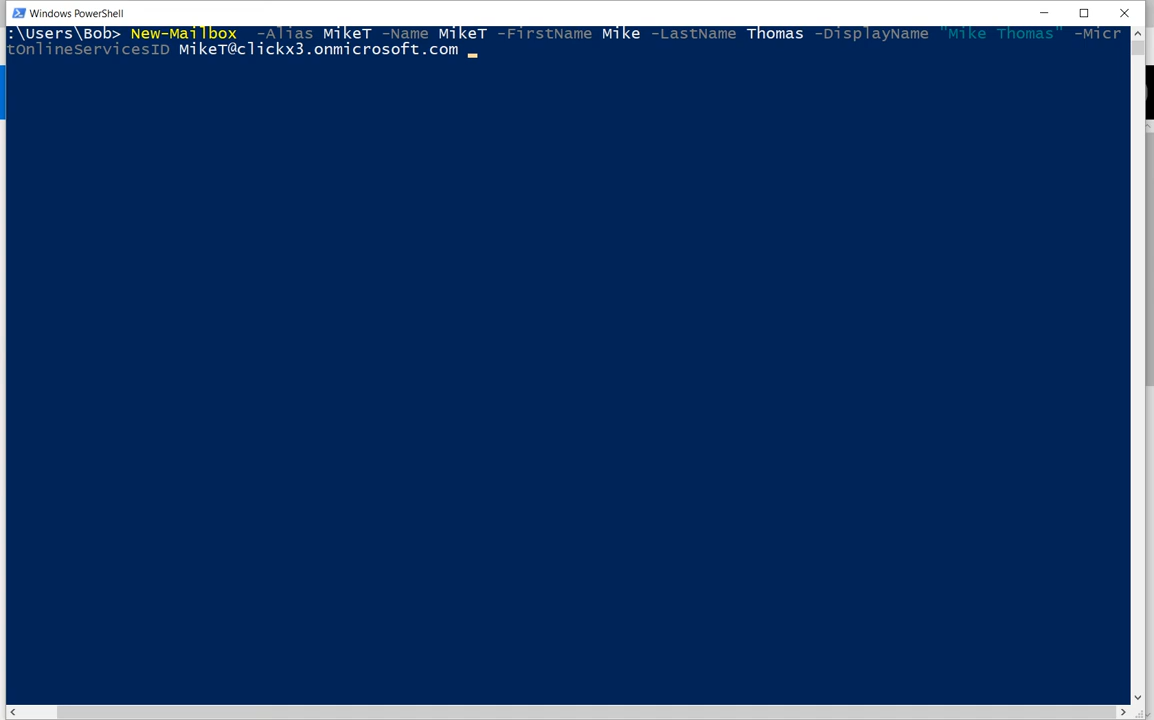 Windows PowerShell
:\Users\Bob> New-Mailbox  -Alias MikeT -Name MikeT -FirstName Mike -LastName Thomas -DisplayName "Mike Thomas" -Micr
tOnlineServicesID MikeT@clickx3.onmicrosoft.com